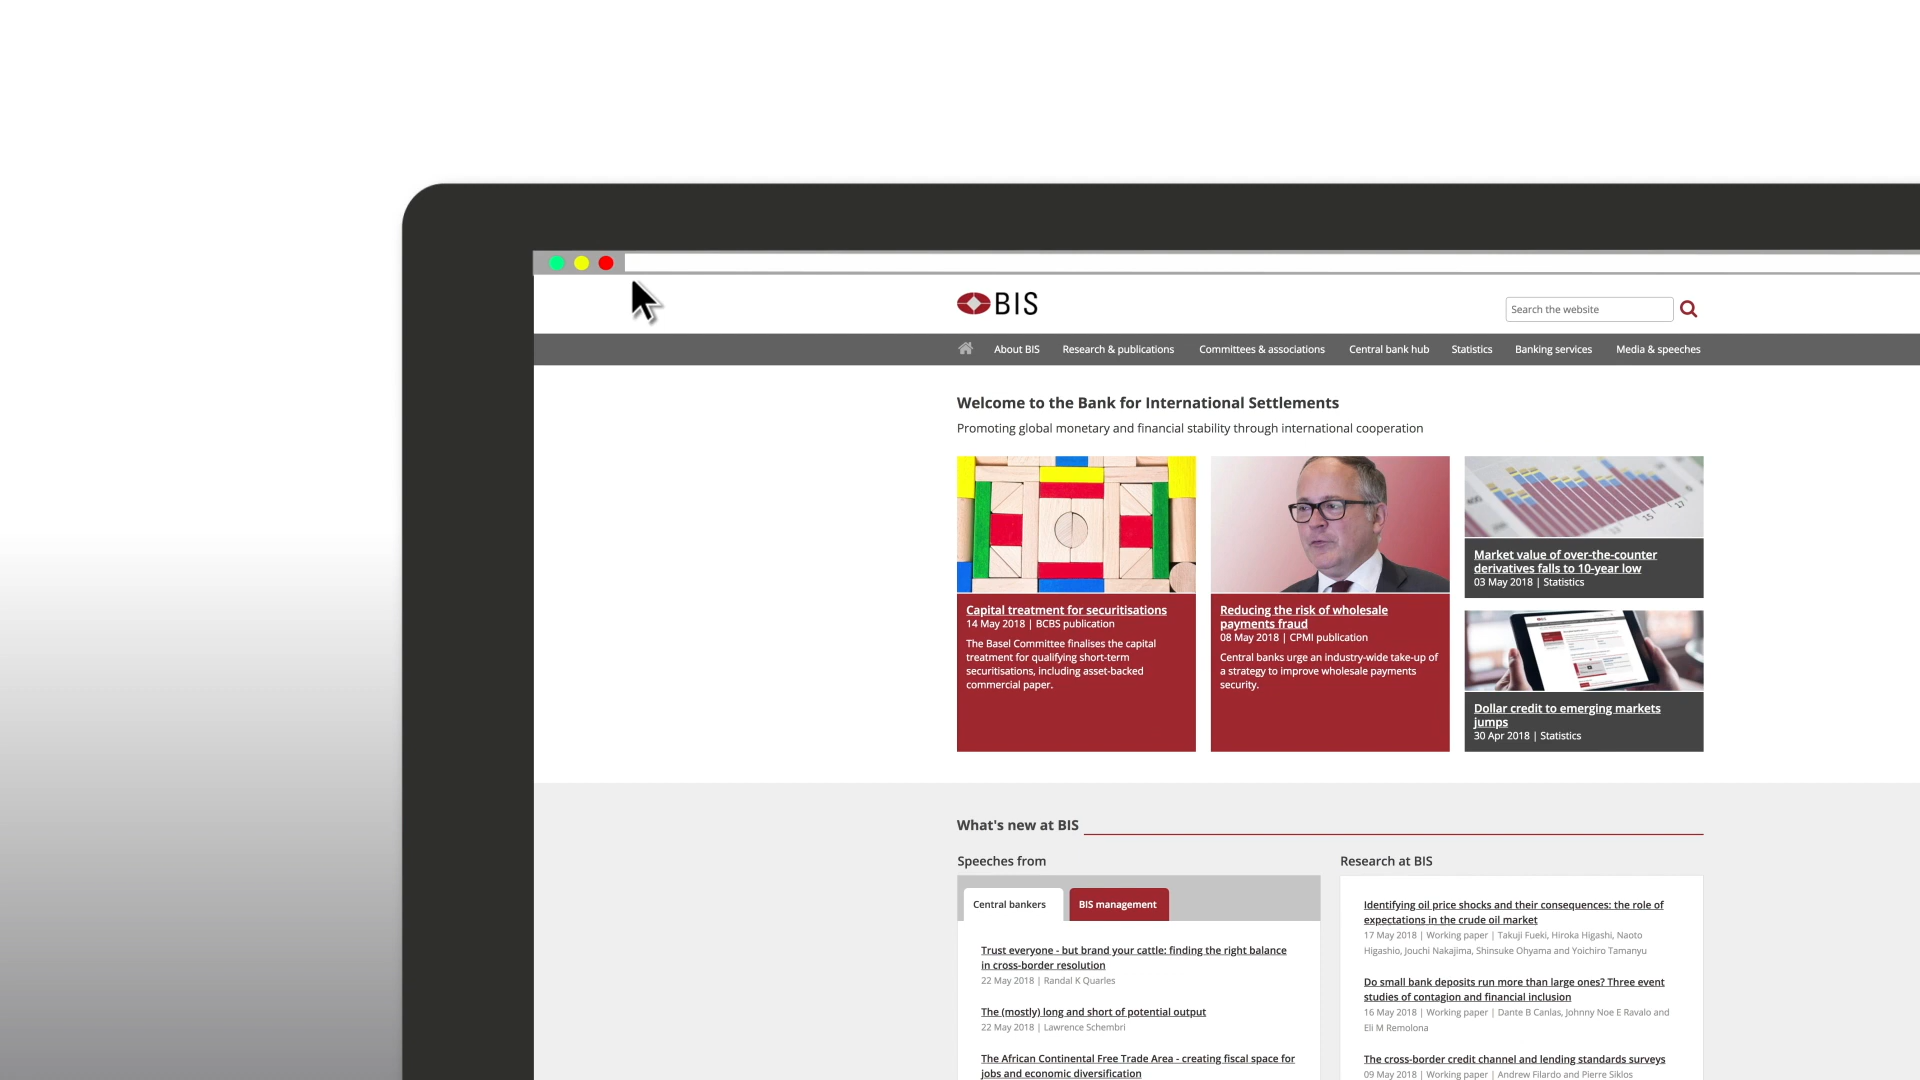 BIS
Search the website
About BIS
Research & publications
Committees & associations
Central bank hub
Statistics
Banking services
Media & speeches
Welcome to the Bank for International Settlements
Promoting global monetary and financial stability through international cooperation
Capital treatment for securitisations
14 May 2018 | BCBS publication
The Basel Committee finalises the capital
treatment for qualifying short-term
securitisations, including asset-backed
commercial paper.
Reducing the risk of wholesale
payments fraud
08 May 2018 | CPMI publication
Central banks urge an industry-wide take-up of
a strategy to improve wholesale payments
security.
Market value of over-the-counter
derivatives falls to 10-year low
03 May 2018 | Statistics
Dollar credit to emerging markets
jumps
30 Apr 2018 | Statistics
What's new at BIS
Speeches from
Central bankers
BIS management
Trust everyone - but brand your cattle: finding the right balance
in cross-border resolution
22 May 2018 | Randal K Quarles
The (mostly) long and short of potential output
22 May 2018 | Lawrence Schembri
The African Continental Free Trade Area - creating fiscal space for
jobs and economic diversification
Research at BIS
Identifying oil price shocks and their consequences: the role of
expectations in the crude oil market
17 May 2018 | Working paper | Takuji Fueki, Hiroka Higashi, Naoto
Higashio, Jouchi Nakajima, Shinsuke Ohyama and Yoichiro Tamanyu
Do small bank deposits run more than large ones? Three event
studies of contagion and financial inclusion
16 May 2018 | Working paper | Dante B Canlas, Johnny Noe E Ravalo and
Eli M Remolona
The cross-border credit channel and lending standards surveys
09 May 2018 | Working paper | Andrew Filardo and Pierre Siklos